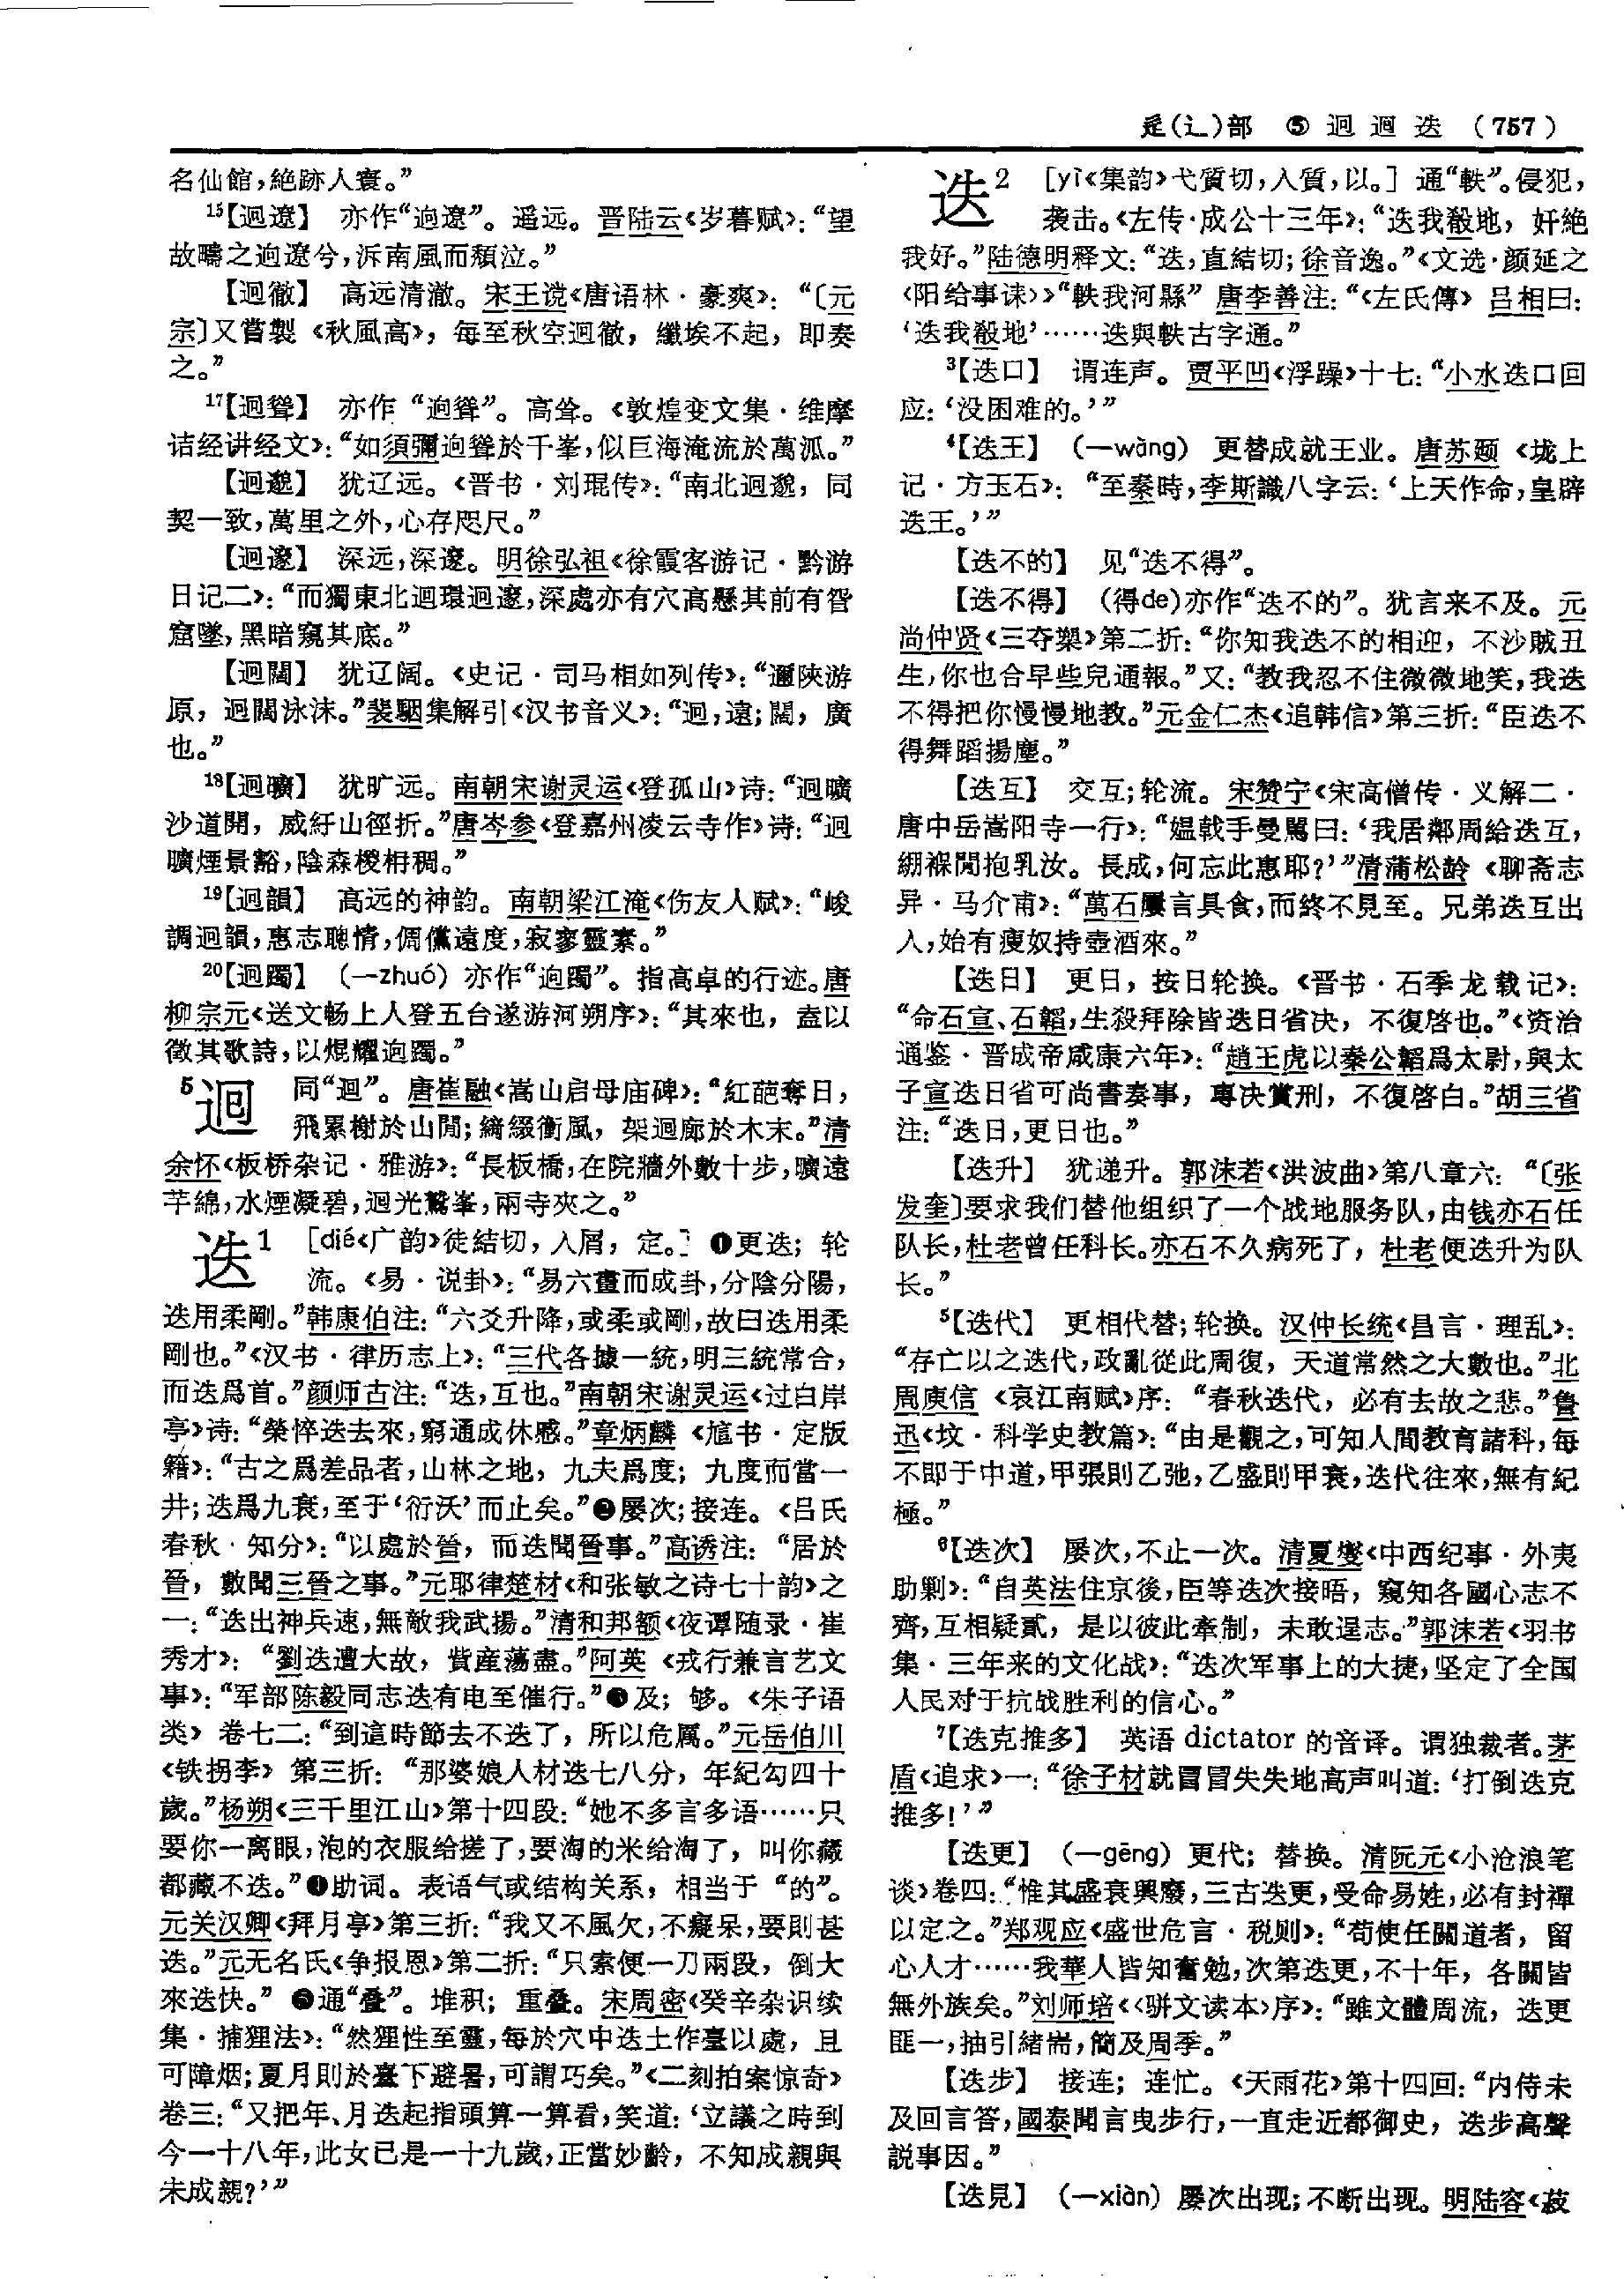 辵(辶)部 ⑤ 迥 迴 迭 (757)
名仙館,絶跡人寰。”
¹⁵【迥遼】 亦作“逈遼”。遥远。晋陆云《岁暮赋》:“望
故疇之逈遼兮,泝南風而頹泣。”
【迥徹】 高远清澈。宋王谠《唐语林·豪爽》:“〔元
宗〕又嘗製《秋風高》,每至秋空迥徹,纖埃不起,即奏
之。”
¹⁷【迥聳】 亦作“逈聳”。高耸。《敦煌变文集·维摩
诘经讲经文》:“如須彌逈聳於千峯,似巨海淹流於萬派。”
【迥邈】 犹辽远。《晋书·刘琨传》:“南北迥邈,同
契一致,萬里之外,心存咫尺。”
【迥邃】 深远,深邃。明徐弘祖《徐霞客游记·黔游
日记二》:“而獨東北迴環迥邃,深處亦有穴高懸其前有眢
窟墜,黑暗窺其底。”
【迥闊】 犹辽阔。《史记·司马相如列传》:“邇陜游
原,迥闊泳沫。”裴駰集解引《汉书音义》:“迥,遠;闊,廣
也。”
¹⁸【迥曠】 犹旷远。南朝宋谢灵运《登孤山》诗:“迥曠
沙道開,威紆山徑折。”唐岑参《登嘉州凌云寺作》诗:“迥
曠煙景豁,陰森椶枏稠。”
¹⁹【迥韻】 高远的神韵。南朝梁江淹《伤友人赋》:“峻
調迥韻,惠志聰情,倜儻遠度,寂寥靈素。”
²⁰【迥躅】 (—zhuó) 亦作“逈躅”。指高卓的行迹。唐
柳宗元《送文畅上人登五台遂游河朔序》:“其來也,盍以
徵其歌詩,以焜耀逈躅。”
⁵迴 同“迴”。唐崔融《嵩山启母庙碑》:“紅葩奪日,
飛累榭於山間;締綴衝風,架迴廊於木末。”清
余怀《板桥杂记·雅游》:“長板橋,在院牆外數十步,曠遠
芊綿,水煙凝碧,迴光鷲峯,兩寺夾之。”
迭1 [dié《广韵》徒結切,入屑,定。] ❶更迭;轮
流。《易·说卦》:“易六畫而成卦,分陰分陽,
迭用柔剛。”韩康伯注:“六爻升降,或柔或剛,故曰迭用柔
剛也。”《汉书·律历志上》:“三代各據一統,明三統常合,
而迭爲首。”颜师古注:“迭,互也。”南朝宋谢灵运《过白岸
亭》诗:“榮悴迭去來,窮通成休慼。”章炳麟《訄书·定版
籍》:“古之爲差品者,山林之地,九夫爲度;九度而當一
井;迭爲九衰,至于‘衍沃’而止矣。”❷屡次;接连。《吕氏
春秋·知分》:“以處於晉,而迭聞晉事。”高诱注:“居於
晉,數聞三晉之事。”元耶律楚材《和张敏之诗七十韵》之
一:“迭出神兵速,無敵我武揚。”清和邦额《夜谭随录·崔
秀才》:“劉迭遭大故,貲産蕩盡。”阿英《戎行兼言艺文
事》:“军部陈毅同志迭有电至催行。”❸及;够。《朱子语
类》卷七二:“到這時節去不迭了,所以危厲。”元岳伯川
《铁拐李》第三折:“那婆娘人材迭七八分,年紀勾四十
歲。”杨朔《三千里江山》第十四段:“她不多言多语……只
要你一离眼,泡的衣服给搓了,要淘的米给淘了,叫你藏
都藏不迭。”❹助词。表语气或结构关系,相当于“的”。
元关汉卿《拜月亭》第三折:“我又不風欠,不癡呆,要則甚
迭。”元无名氏《争报恩》第二折:“只索便一刀兩段,倒大
來迭快。”❺通“叠”。堆积;重叠。宋周密《癸辛杂识续
集·捕狸法》:“然狸性至靈,每於穴中迭土作臺以處,且
可障烟;夏月則於臺下避暑,可謂巧矣。”《二刻拍案惊奇》
卷三:“又把年、月迭起指頭算一算看,笑道:‘立議之時到
今一十八年,此女已是一十九歲,正當妙齡,不知成親與
未成親?’”
迭2 [yì《集韵》弋質切,入質,以。] 通“軼”。侵犯,
袭击。《左传·成公十三年》:“迭我殽地,奸絶
我好。”陆德明释文:“迭,直結切;徐音逸。”《文选·颜延之
〈阳给事诔〉》“軼我河縣”唐李善注:“《左氏傳》吕相曰:
‘迭我殽地’……迭與軼古字通。”
³【迭口】 谓连声。贾平凹《浮躁》十七:“小水迭口回
应:‘没困难的。’”
⁴【迭王】 (—wàng) 更替成就王业。唐苏颋《垅上
记·方玉石》:“至秦時,李斯識八字云:‘上天作命,皇辟
迭王。’”
【迭不的】 见“迭不得”。
【迭不得】 (得de)亦作“迭不的”。犹言来不及。元
尚仲贤《三夺槊》第二折:“你知我迭不的相迎,不沙賊丑
生,你也合早些兒通報。”又:“教我忍不住微微地笑,我迭
不得把你慢慢地教。”元金仁杰《追韩信》第三折:“臣迭不
得舞蹈揚塵。”
【迭互】 交互;轮流。宋赞宁《宋高僧传·义解二·
唐中岳嵩阳寺一行》:“媪戟手曼罵曰:‘我居鄰周給迭互,
綳褓間抱乳汝。長成,何忘此惠耶?’”清蒲松龄《聊斋志
异·马介甫》:“萬石屢言具食,而終不見至。兄弟迭互出
入,始有瘦奴持壺酒來。”
【迭日】 更日,按日轮换。《晋书·石季龙载记》:
“命石宣、石韜,生殺拜除皆迭日省决,不復啓也。”《资治
通鉴·晋成帝咸康六年》:“趙王虎以秦公韜爲太尉,與太
子宣迭日省可尚書奏事,專决賞刑,不復啓白。”胡三省
注:“迭日,更日也。”
【迭升】 犹递升。郭沫若《洪波曲》第八章六:“〔张
发奎〕要求我们替他组织了一个战地服务队,由钱亦石任
队长,杜老曾任科长。亦石不久病死了,杜老便迭升为队
长。”
⁵【迭代】 更相代替;轮换。汉仲长统《昌言·理乱》:
“存亡以之迭代,政亂從此周復,天道常然之大數也。”北
周庾信《哀江南赋》序:“春秋迭代,必有去故之悲。”鲁
迅《坟·科学史教篇》:“由是觀之,可知人間教育諸科,每
不即于中道,甲張則乙弛,乙盛則甲衰,迭代往來,無有紀
極。”
⁶【迭次】 屡次,不止一次。清夏燮《中西纪事·外夷
助剿》:“自英法住京後,臣等迭次接晤,窺知各國心志不
齊,互相疑貳,是以彼此牽制,未敢逞志。”郭沫若《羽书
集·三年来的文化战》:“迭次军事上的大捷,坚定了全国
人民对于抗战胜利的信心。”
⁷【迭克推多】 英语 dictator 的音译。谓独裁者。茅
盾《追求》一:“徐子材就冒冒失失地高声叫道:‘打倒迭克
推多!’”
【迭更】 (—gēng) 更代;替换。清阮元《小沧浪笔
谈》卷四:“惟其盛衰興廢,三古迭更,受命易姓,必有封禪
以定之。”郑观应《盛世危言·税则》:“苟使任關道者,留
心人才……我華人皆知奮勉,次第迭更,不十年,各關皆
無外族矣。”刘师培《〈骈文读本〉序》:“雖文體周流,迭更
匪一,抽引緒耑,簡及周季。”
【迭步】 接连;连忙。《天雨花》第十四回:“内侍未
及回言答,國泰聞言曳步行,一直走近都御史,迭步高聲
説事因。”
【迭見】 (—xiàn) 屡次出现;不断出现。明陆容《菽